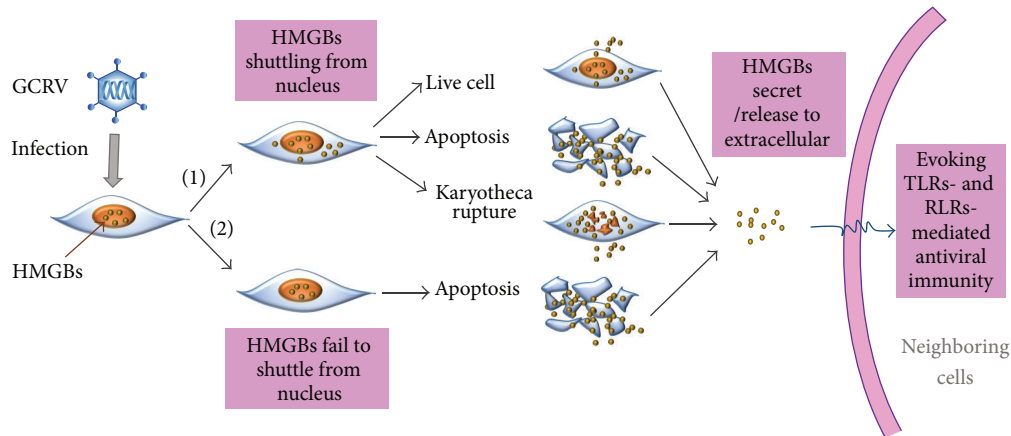 GCRV
Infection
HMGBs
(1)
(2)
HMGBs
shuttling from
nucleus
Live cell
Apoptosis
Karyotheca
rupture
Apoptosis
HMGBs fail to
shuttle from
nucleus
HMGBs
secret
/release to
extracellular
Evoking
TLRs- and
RLRs-
mediated
antiviral
immunity
Neighboring
cells